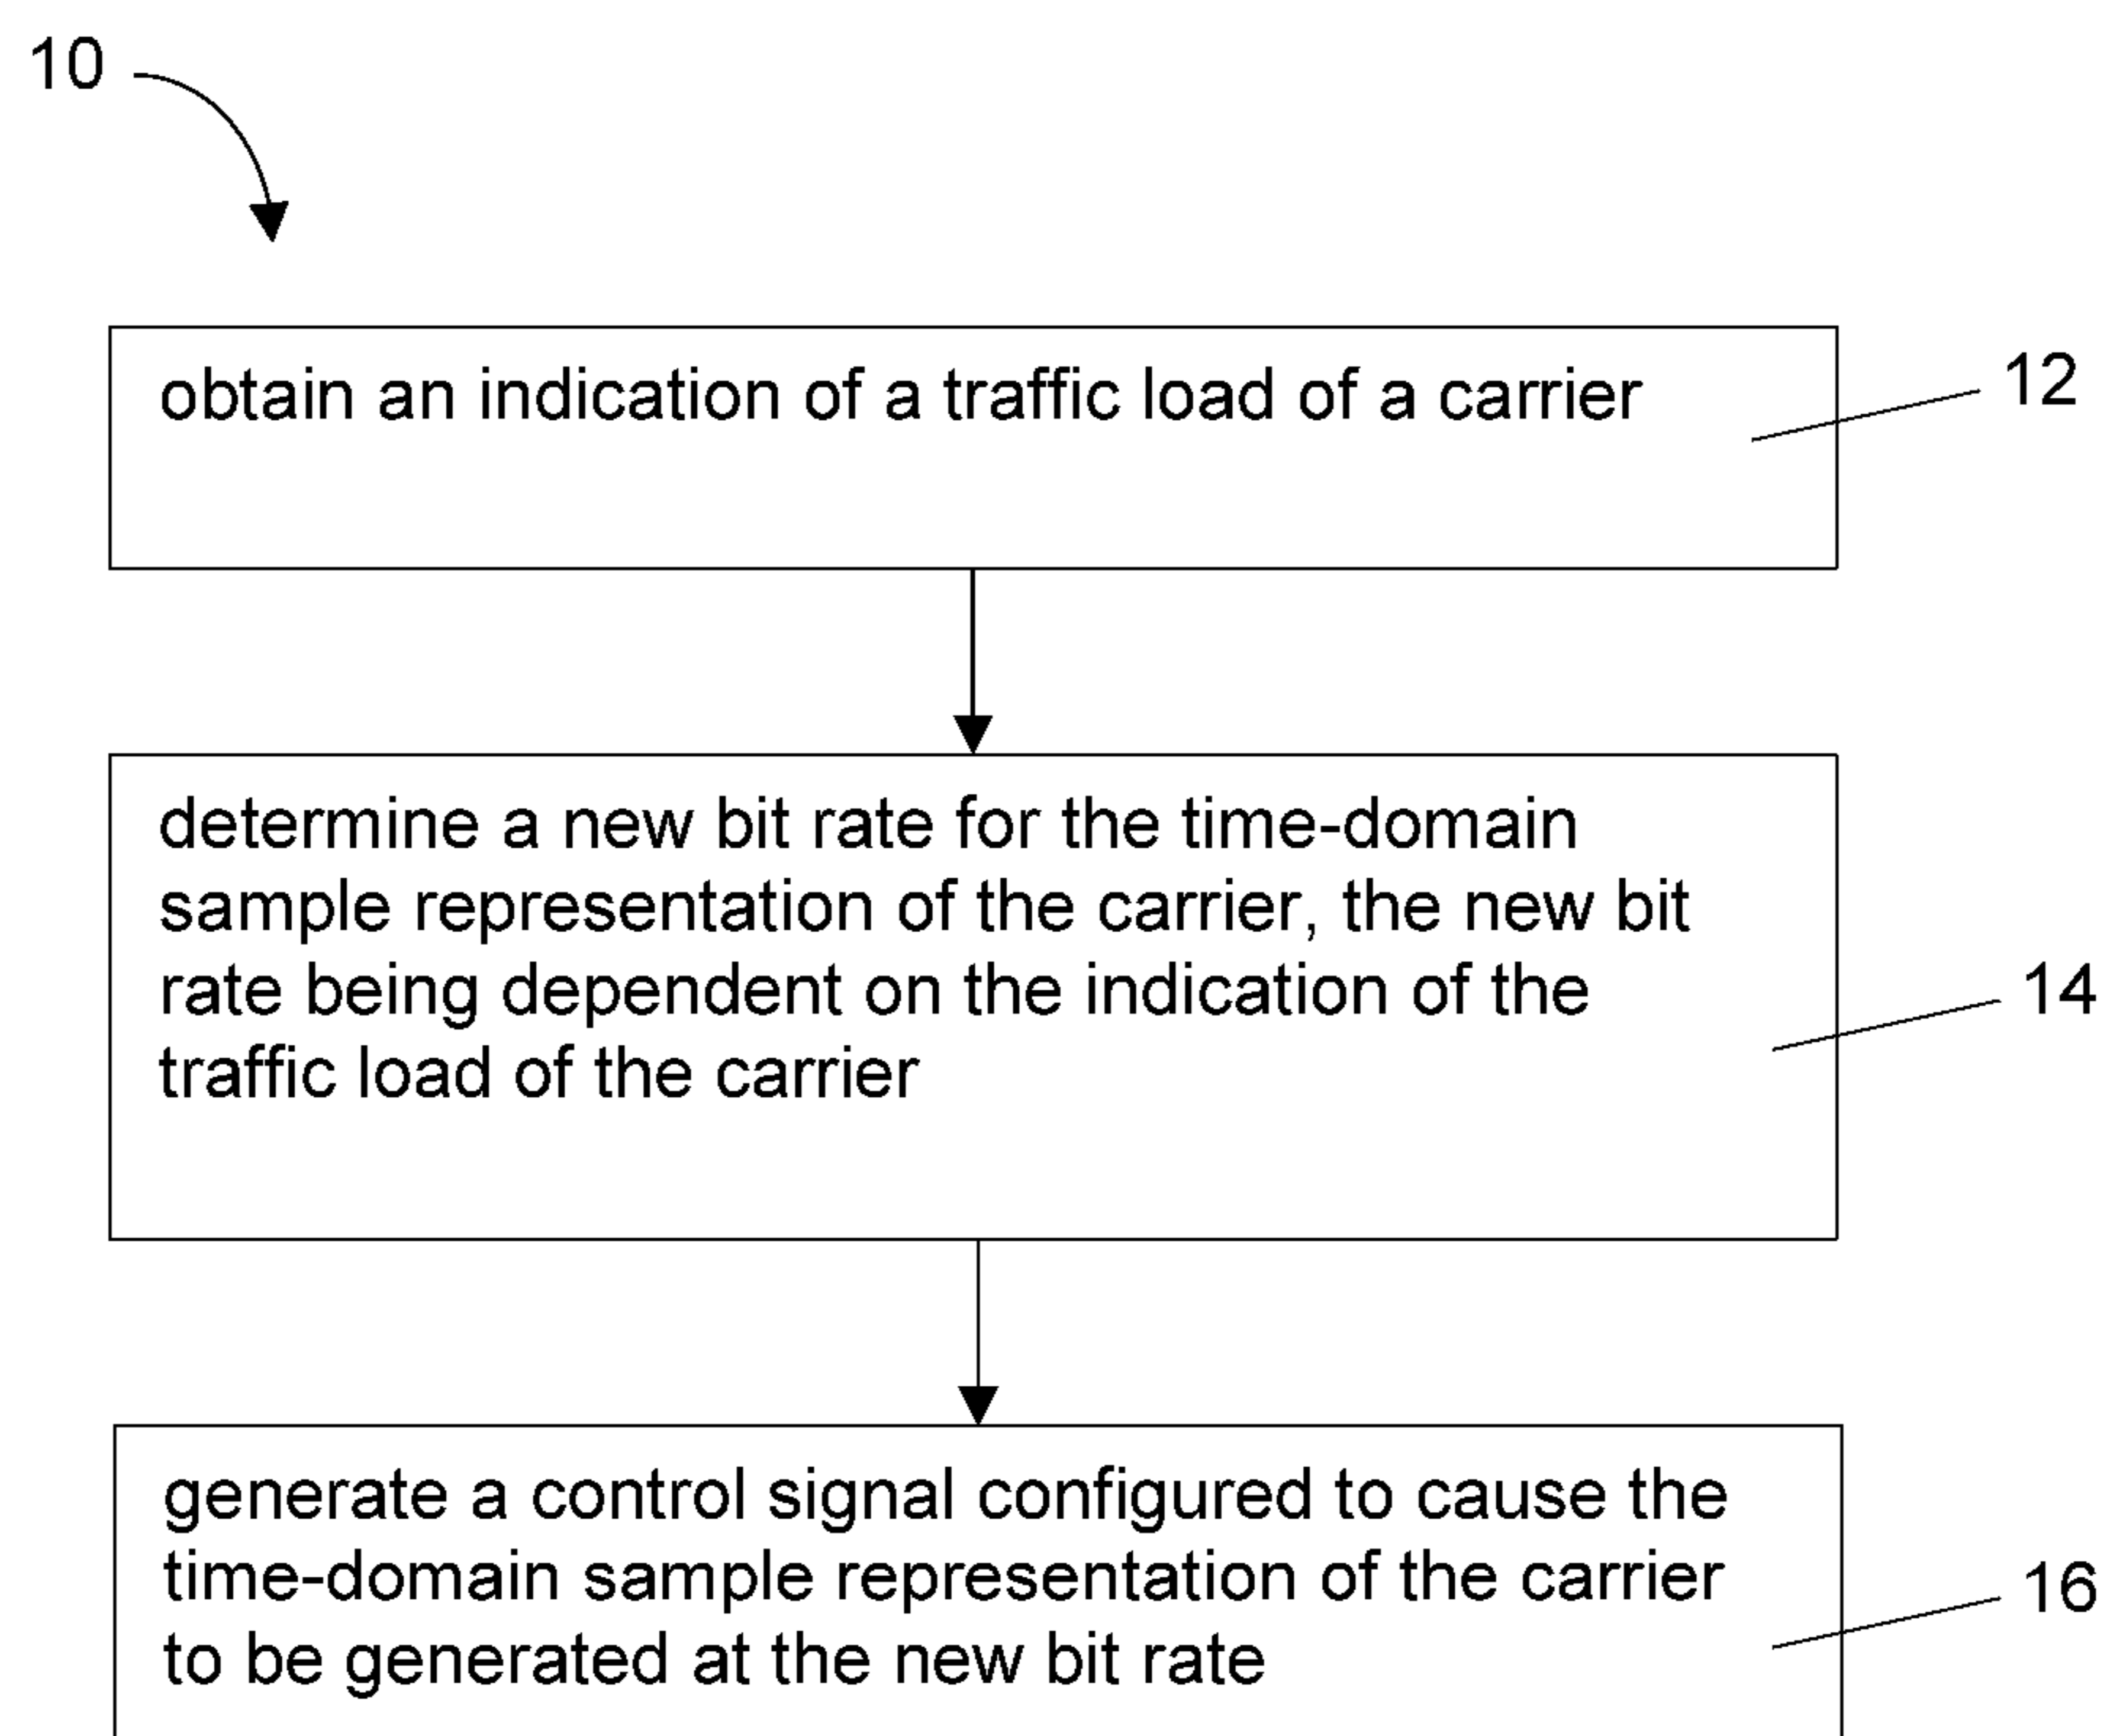 10
obtain an indication of a traffic load of a carrier
12
determine a new bit rate for the time-domain
sample representation of the carrier, the new bit
rate being dependent on the indication of the
traffic load of the carrier
14
generate a control signal configured to cause the
time-domain sample representation of the carrier
to be generated at the new bit rate
16